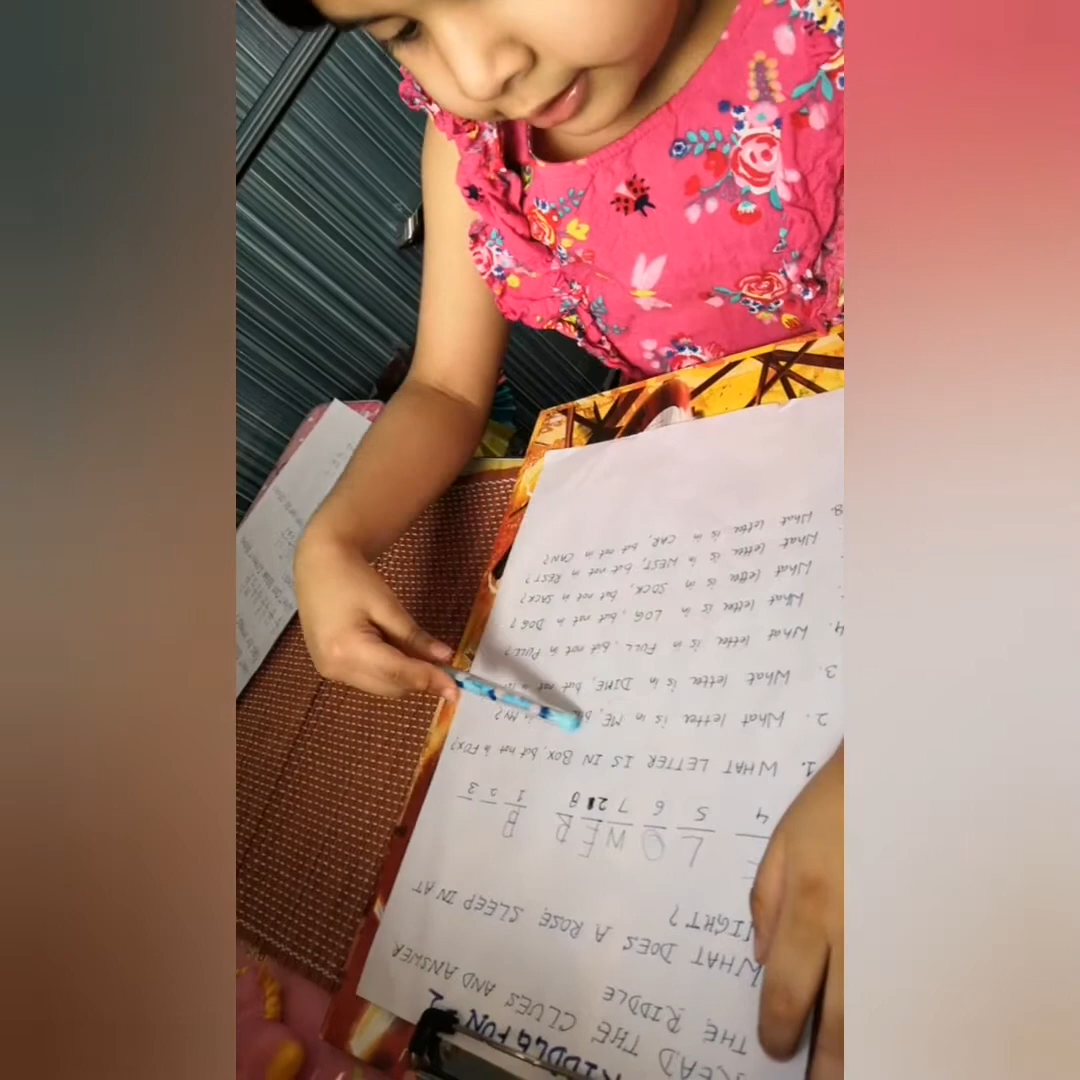 RIDDLE FUN - 2
READ THE CLUES AND ANSWER
THE RIDDLE
WHAT DOES A ROSE SLEEP IN AT
NIGHT?
F L O W E R B
4 5 6 7 2 8 1 2 3
1. WHAT LETTER IS IN BOX, but not in FOX?
2. What letter is in ME, in MY?
3. What letter is in DIME, but not
4. What letter is in FULL, but not in PULL?
What letter is in LOG, but not in DOG?
What letter is in SOCK, but not in SACK?
What letter is in WEST, but not in REST?
8. What letter is in CAR, but not in CAN?